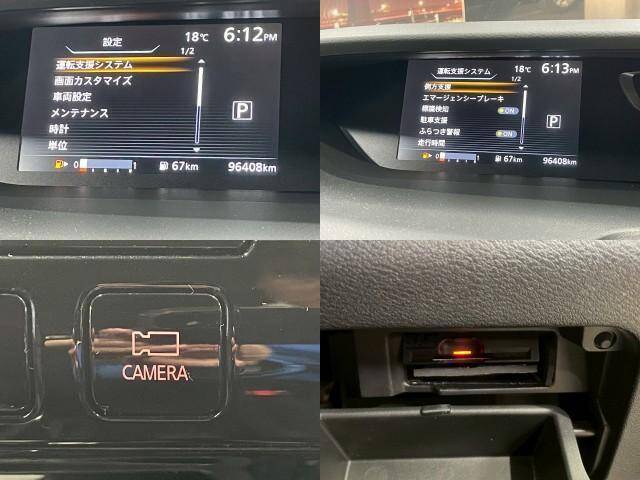 設定
18℃ 6:12PM
1/2
運転支援システム
画面カスタマイズ
車両設定
メンテナンス
時計
単位
P
0 1
67km
96408km
運転支援システム
18℃ 6:13PM
1/2
側方支援
エマージェンシーブレーキ
標識検知 ON
駐車支援
ふらつき警報 ON
走行時間
P
0 1
67km
96408km
CAMERA